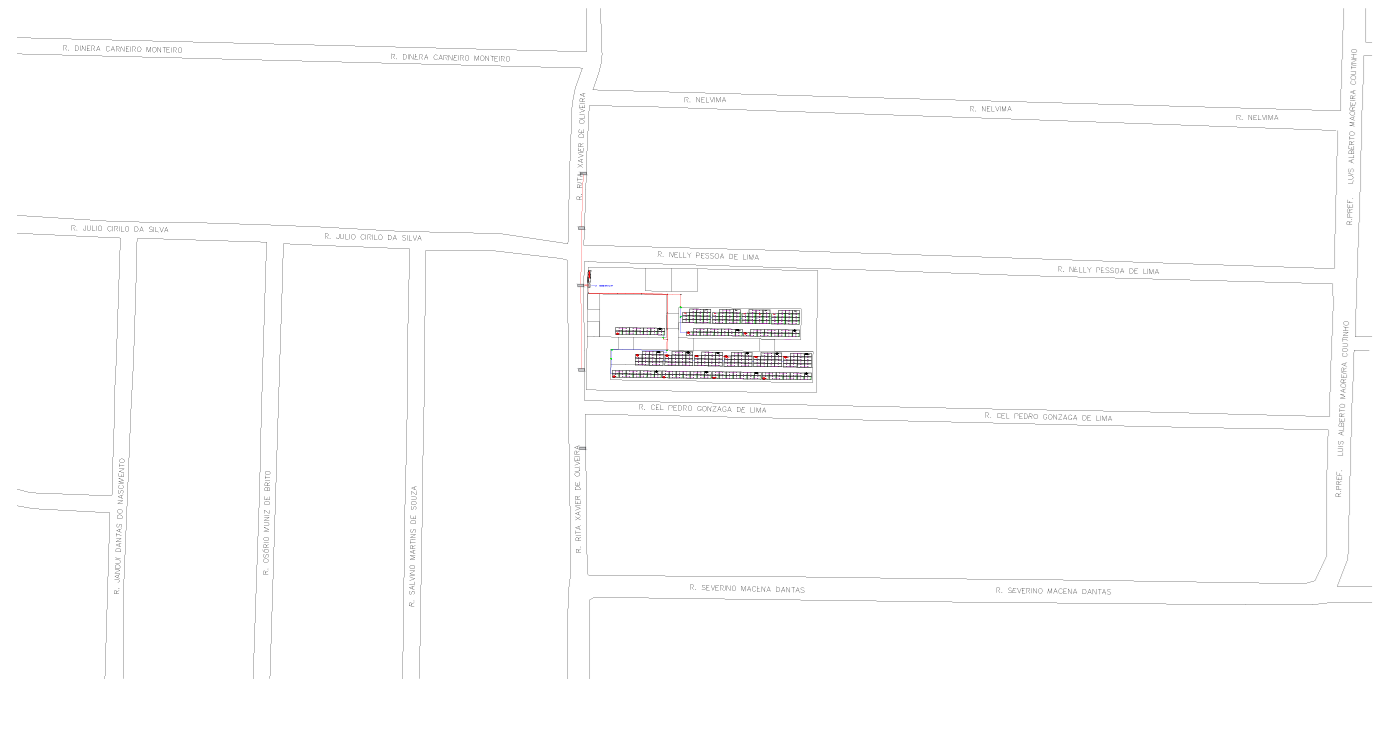 R. DINERA CARNEIRO MONTEIRO
R. DINERA CARNEIRO MONTEIRO
R. NELVIMA
R. NELVIMA
R. NELVIMA
R. RITA XAVIER DE OLIVEIRA
R.PREF. LUIS ALBERTO MAOREIRA COUTINHO
R. JULIO CIRILO DA SILVA
R. JULIO CIRILO DA SILVA
R. NELLY PESSOA DE LIMA
R. NELLY PESSOA DE LIMA
R. CEL PEDRO GONZAGA DE LIMA
R. CEL PEDRO GONZAGA DE LIMA
R. JANDUI DANTAS DO NASCIMENTO
R. OSÓRIO MUNIZ DE BRITO
R. SALVINO MARTINS DE SOUZA
R. RITA XAVIER DE OLIVEIRA
R.PREF. LUIS ALBERTO MAOREIRA COUTINHO
R. SEVERINO MACENA DANTAS
R. SEVERINO MACENA DANTAS